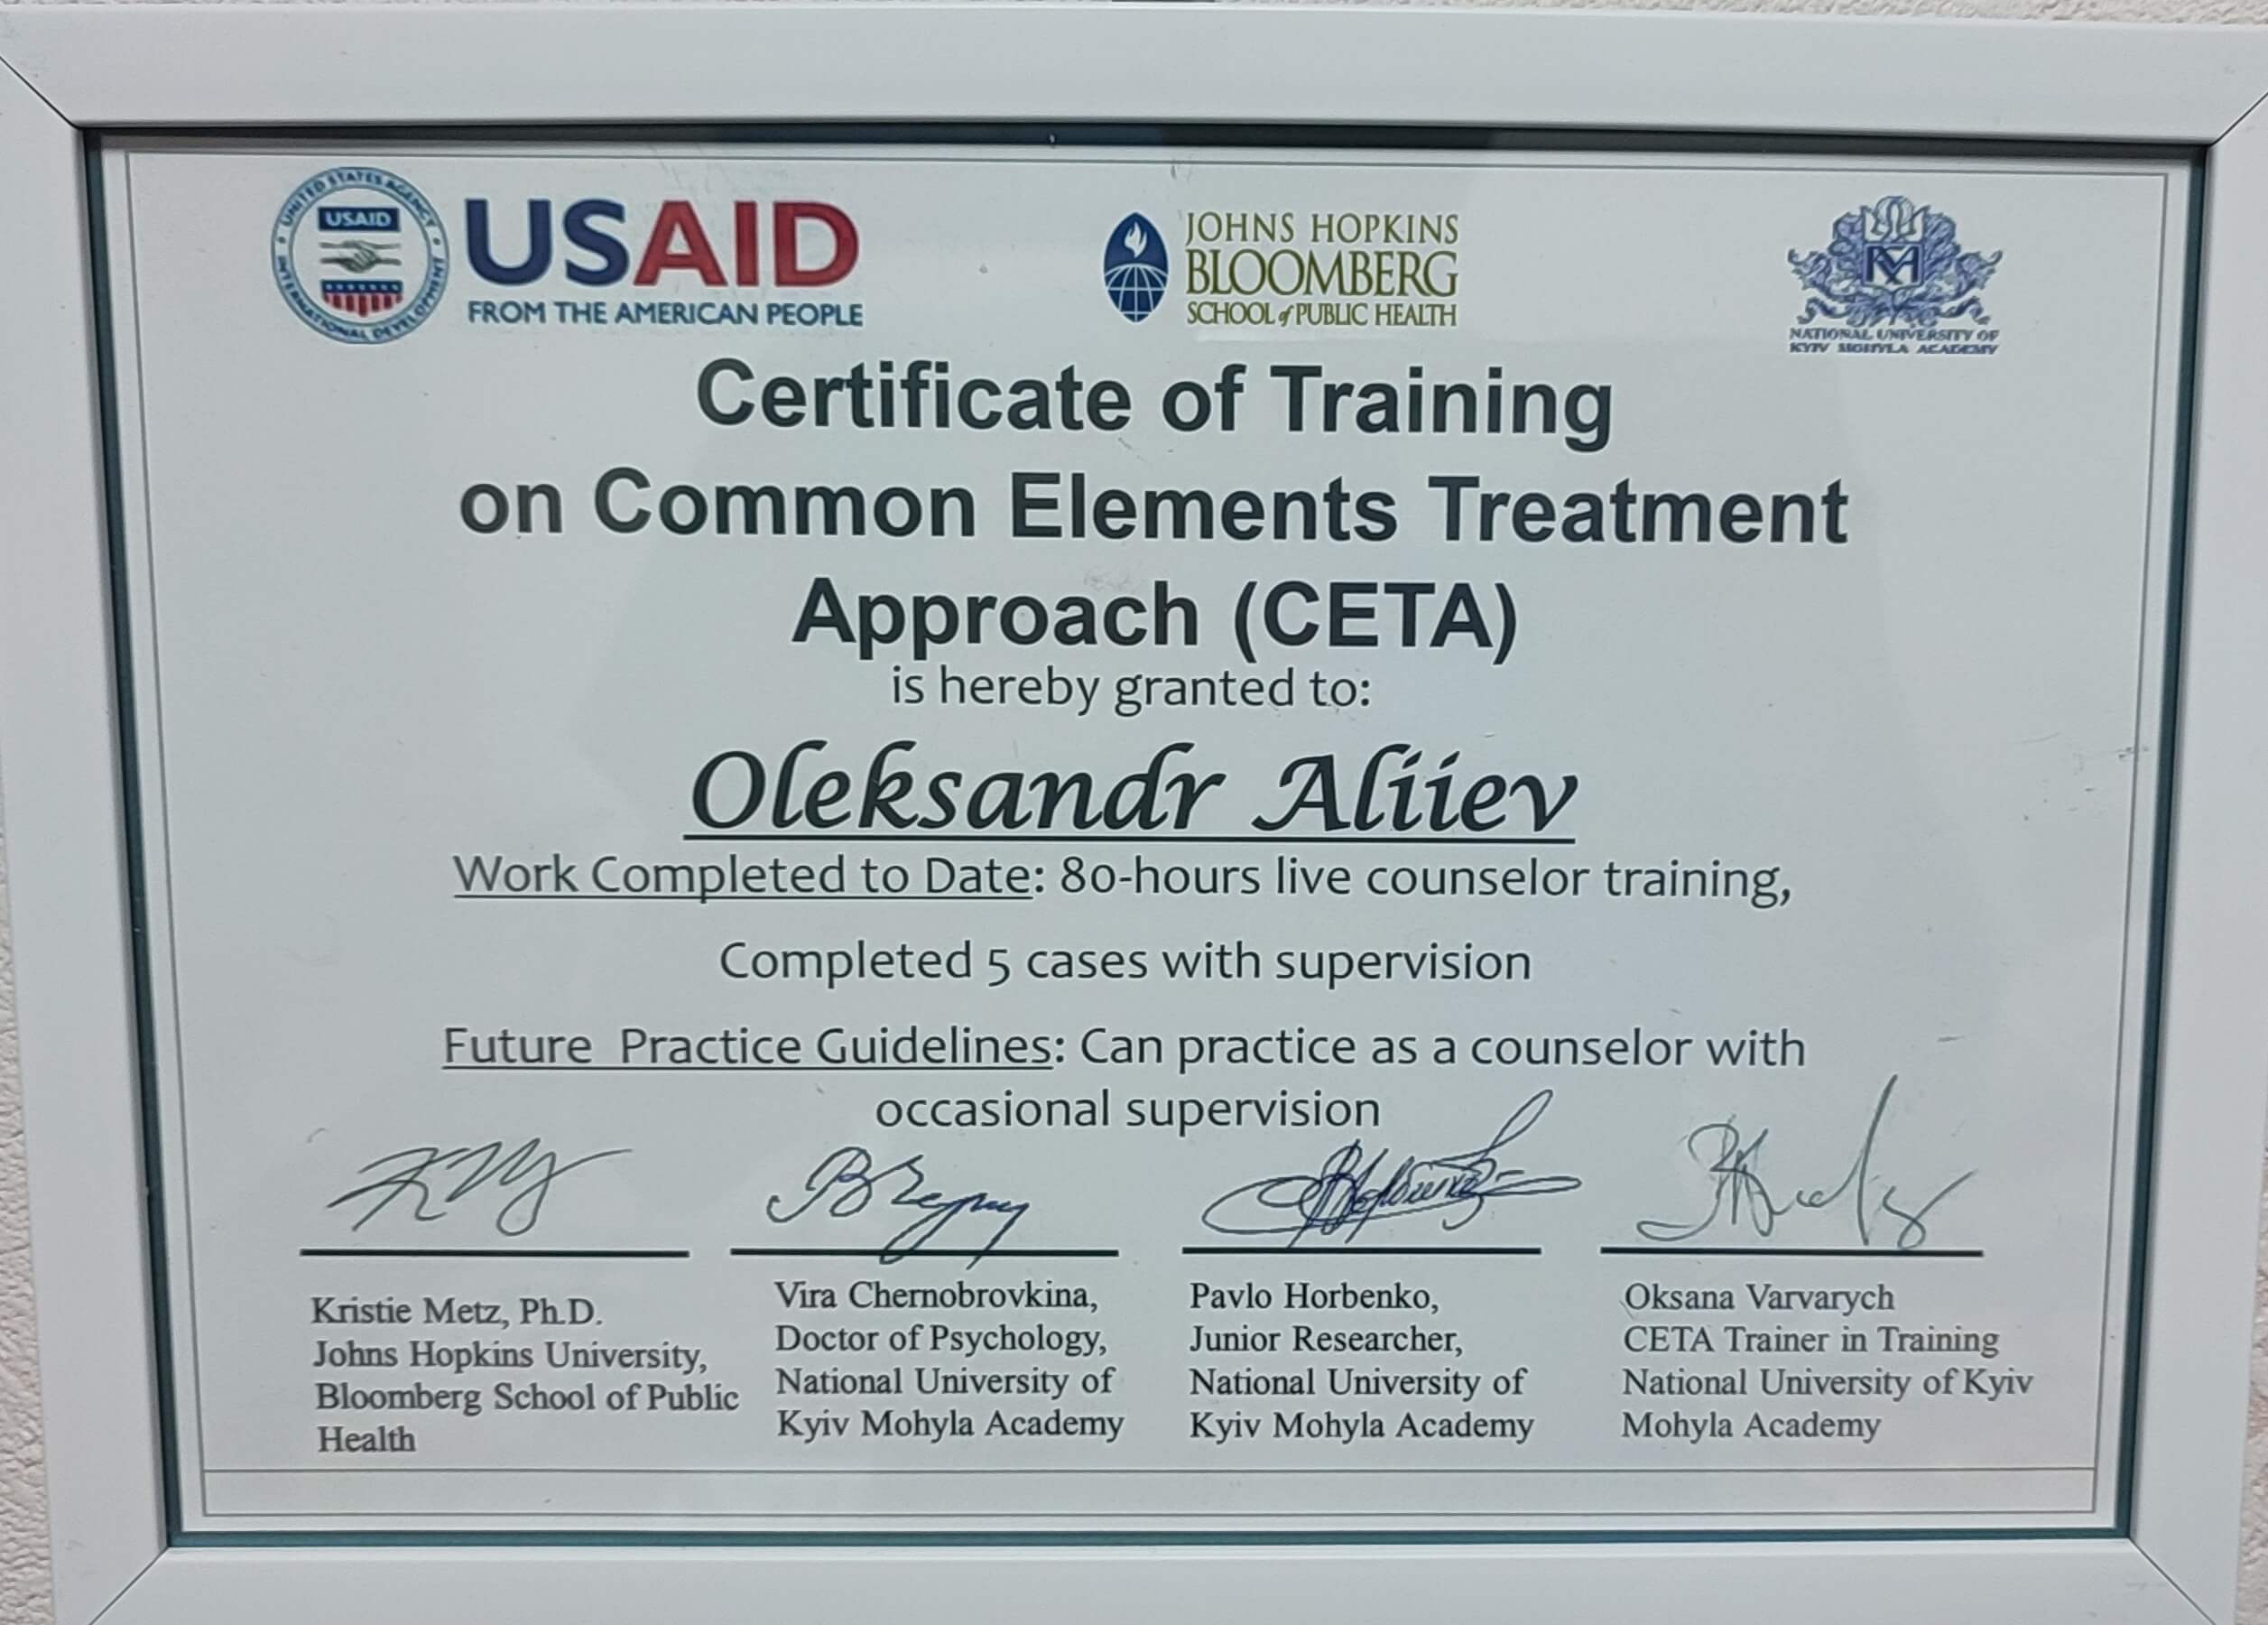 UNITED STATES AGENCY
INTERNATIONAL DEVELOPMENT
USAID
USAID
FROM THE AMERICAN PEOPLE
JOHNS HOPKINS
BLOOMBERG
SCHOOL of PUBLIC HEALTH
NATIONAL UNIVERSITY OF
KYIV MOHYLA ACADEMY
Certificate of Training
on Common Elements Treatment
Approach (CETA)
is hereby granted to:
Oleksandr Aliiev
Work Completed to Date: 80-hours live counselor training,
Completed 5 cases with supervision
Future Practice Guidelines: Can practice as a counselor with
occasional supervision
Kristie Metz, Ph.D.
Johns Hopkins University,
Bloomberg School of Public
Health
Vira Chernobrovkina,
Doctor of Psychology,
National University of
Kyiv Mohyla Academy
Pavlo Horbenko,
Junior Researcher,
National University of
Kyiv Mohyla Academy
Oksana Varvarych
CETA Trainer in Training
National University of Kyiv
Mohyla Academy